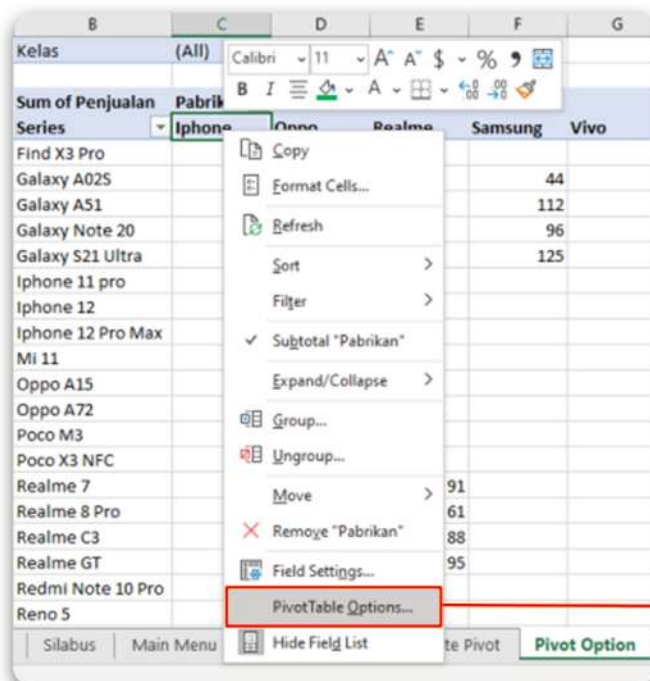 B C D E F G
Kelas (All)
Calibri 11 A^ Aˇ $ % 9
B I A
Sum of Penjualan Pabrik
Series Iphone Oppo Realme Samsung Vivo
Find X3 Pro
Galaxy A02S 44
Galaxy A51 112
Galaxy Note 20 96
Galaxy S21 Ultra 125
Iphone 11 pro
Iphone 12
Iphone 12 Pro Max
Mi 11
Oppo A15
Oppo A72
Poco M3
Poco X3 NFC
Realme 7 91
Realme 8 Pro 61
Realme C3 88
Realme GT 95
Redmi Note 10 Pro
Reno 5
Copy
Format Cells...
Refresh
Sort >
Filter >
✓ Subtotal "Pabrikan"
Expand/Collapse >
Group...
Ungroup...
Move >
Remove "Pabrikan"
Field Settings...
PivotTable Options...
Hide Field List
Silabus Main Menu te Pivot Pivot Option